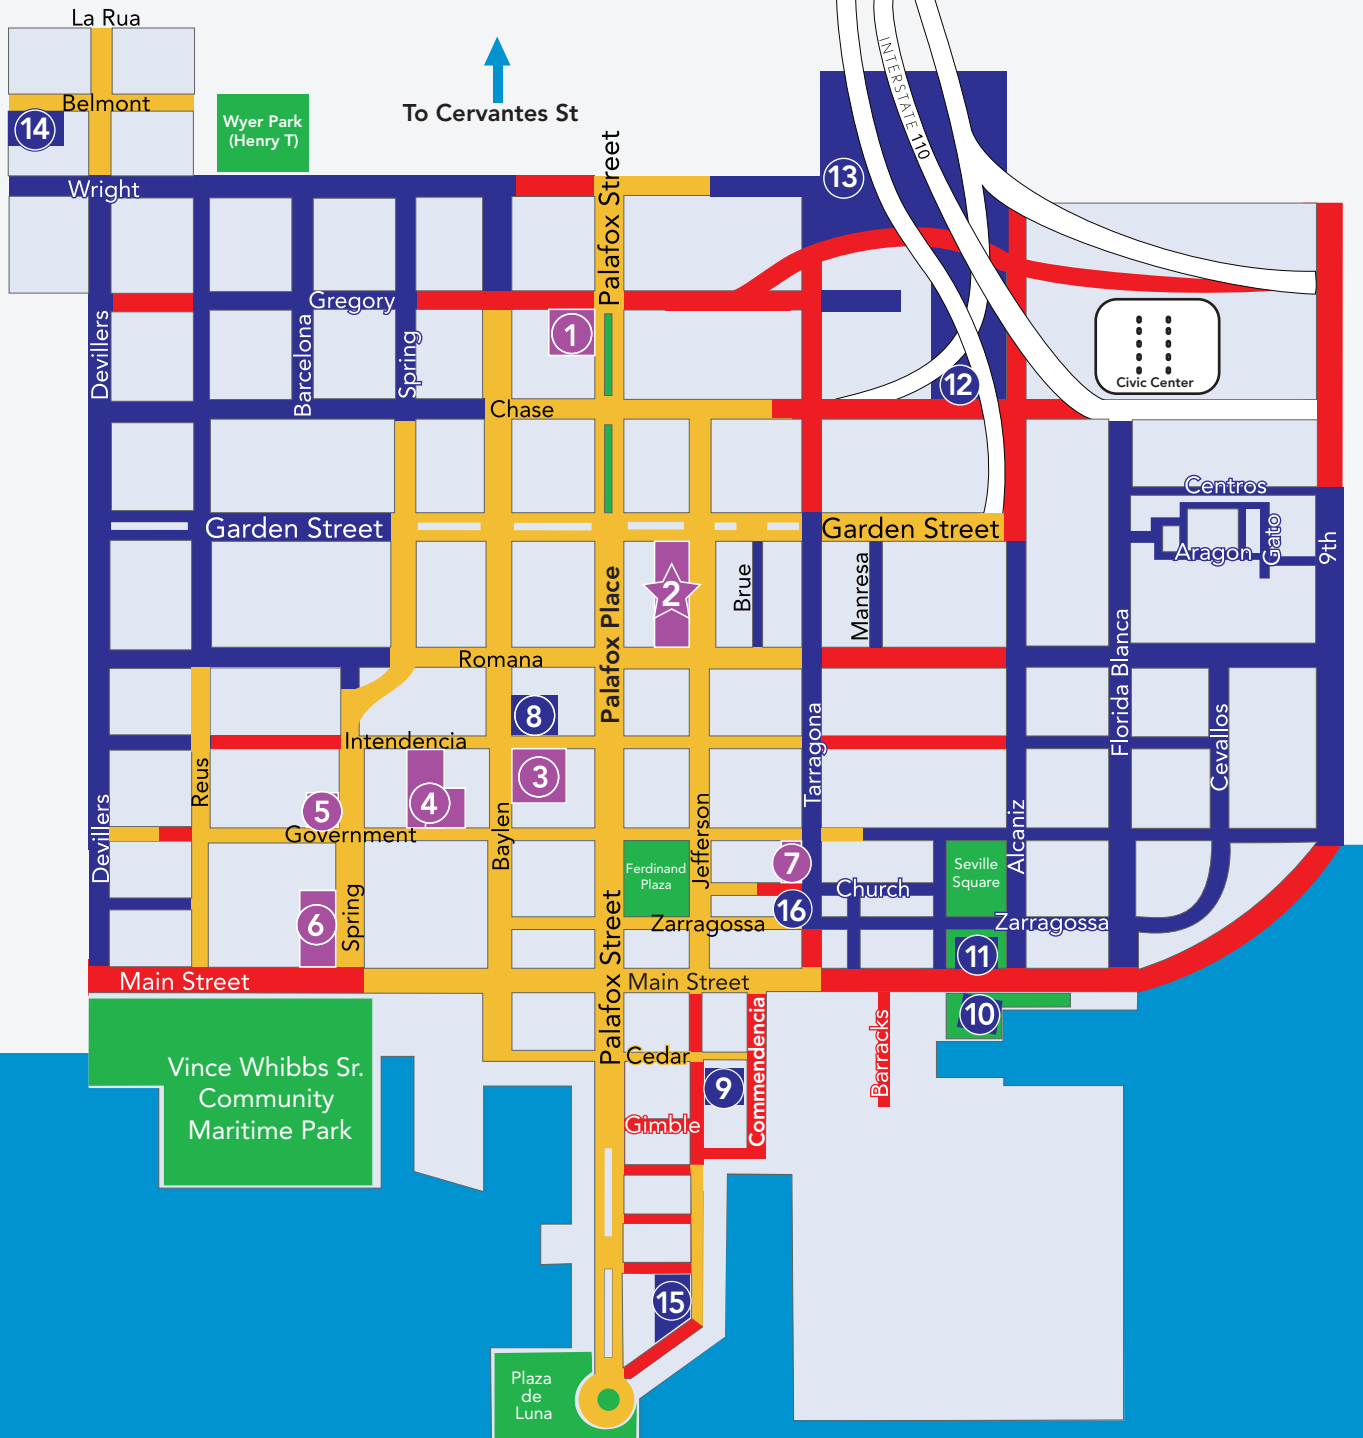 La Rua
Belmont
14
Wyer Park
(Henry T)
To Cervantes St
INTERSTATE 110
Palafox Street
13
Wright
Gregory
Devillers
Barcelona
Spring
1
Civic Center
12
Chase
Centros
Garden Street
Garden Street
Gato
Aragon
9th
2
Brue
Manresa
Palafox Place
Romana
Florida Blanca
8
Tarragona
Cevallos
Intendencia
Reus
3
4
5
Government
Devillers
Baylen
Jefferson
Alcaniz
Ferdinand
Plaza
7
Seville
Square
Church
16
6
Spring
Palafox Street
Zarragossa
Zarragossa
11
Main Street
Main Street
10
Commendencia
Barracks
Cedar
9
Gimble
Vince Whibbs Sr.
Community
Maritime Park
15
Plaza
de
Luna